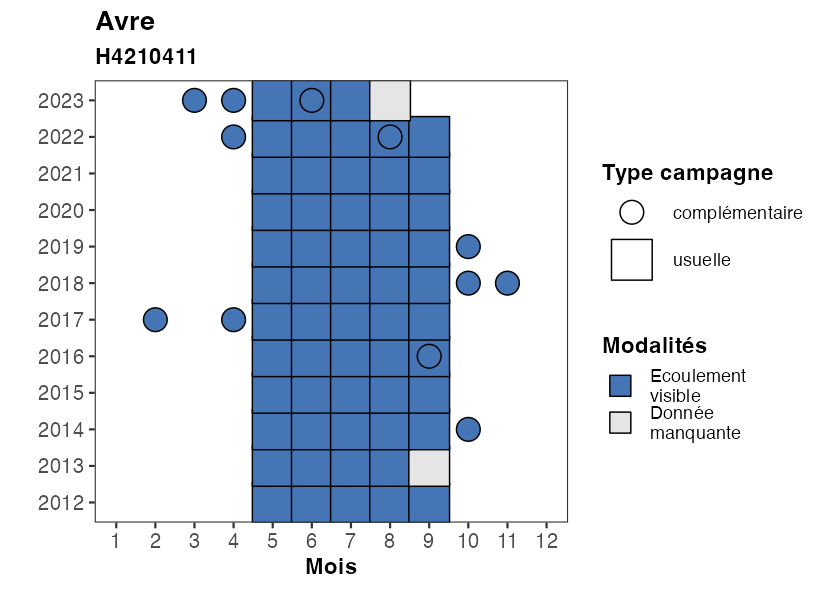 Avre
H4210411
2023
2022
2021
2020
2019
2018
2017
2016
2015
2014
2013
2012
1 2 3 4 5 6 7 8 9 10 11 12
Mois
Type campagne
complémentaire
usuelle
Modalités
Ecoulement
visible
Donnée
manquante